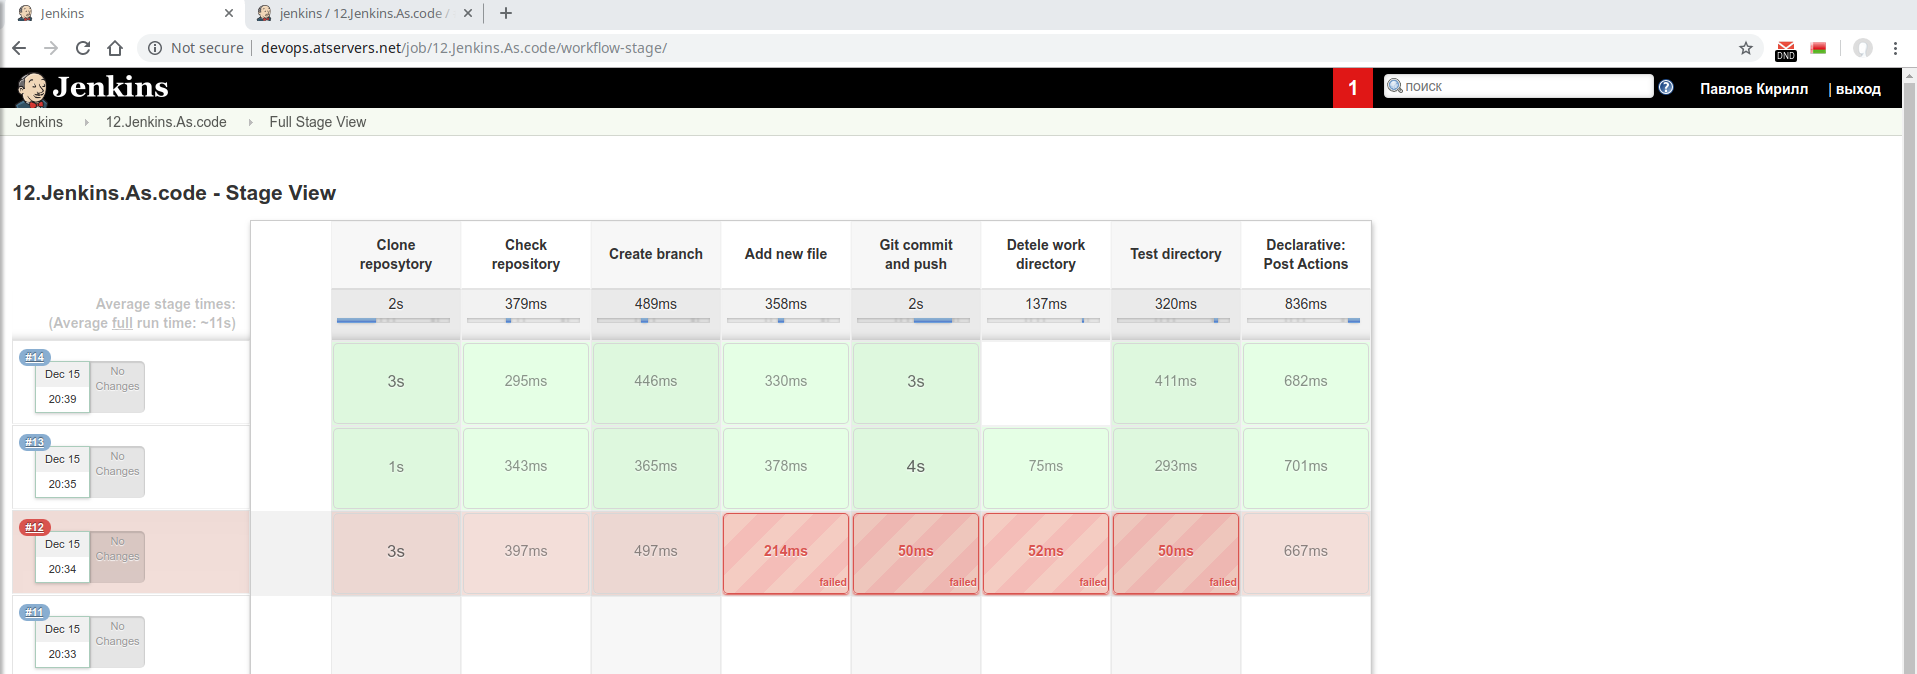 Jenkins
jenkins / 12.Jenkins.As.code /
Not secure
devops.atservers.net/job/12.Jenkins.As.code/workflow-stage/
DND
Jenkins
1
поиск
?
Павлов Кирилл
| выход
Jenkins
12.Jenkins.As.code
Full Stage View
12.Jenkins.As.code - Stage View
Clone
reposytory
Check
repository
Create branch
Add new file
Git commit
and push
Detele work
directory
Test directory
Declarative:
Post Actions
Average stage times:
(Average full run time: ~11s)
2s
379ms
489ms
358ms
2s
137ms
320ms
836ms
#14
Dec 15
20:39
No
Changes
3s
295ms
446ms
330ms
3s
411ms
682ms
#13
Dec 15
20:35
No
Changes
1s
343ms
365ms
378ms
4s
75ms
293ms
701ms
#12
Dec 15
20:34
No
Changes
3s
397ms
497ms
214ms
failed
50ms
failed
52ms
failed
50ms
failed
667ms
#11
Dec 15
20:33
No
Changes